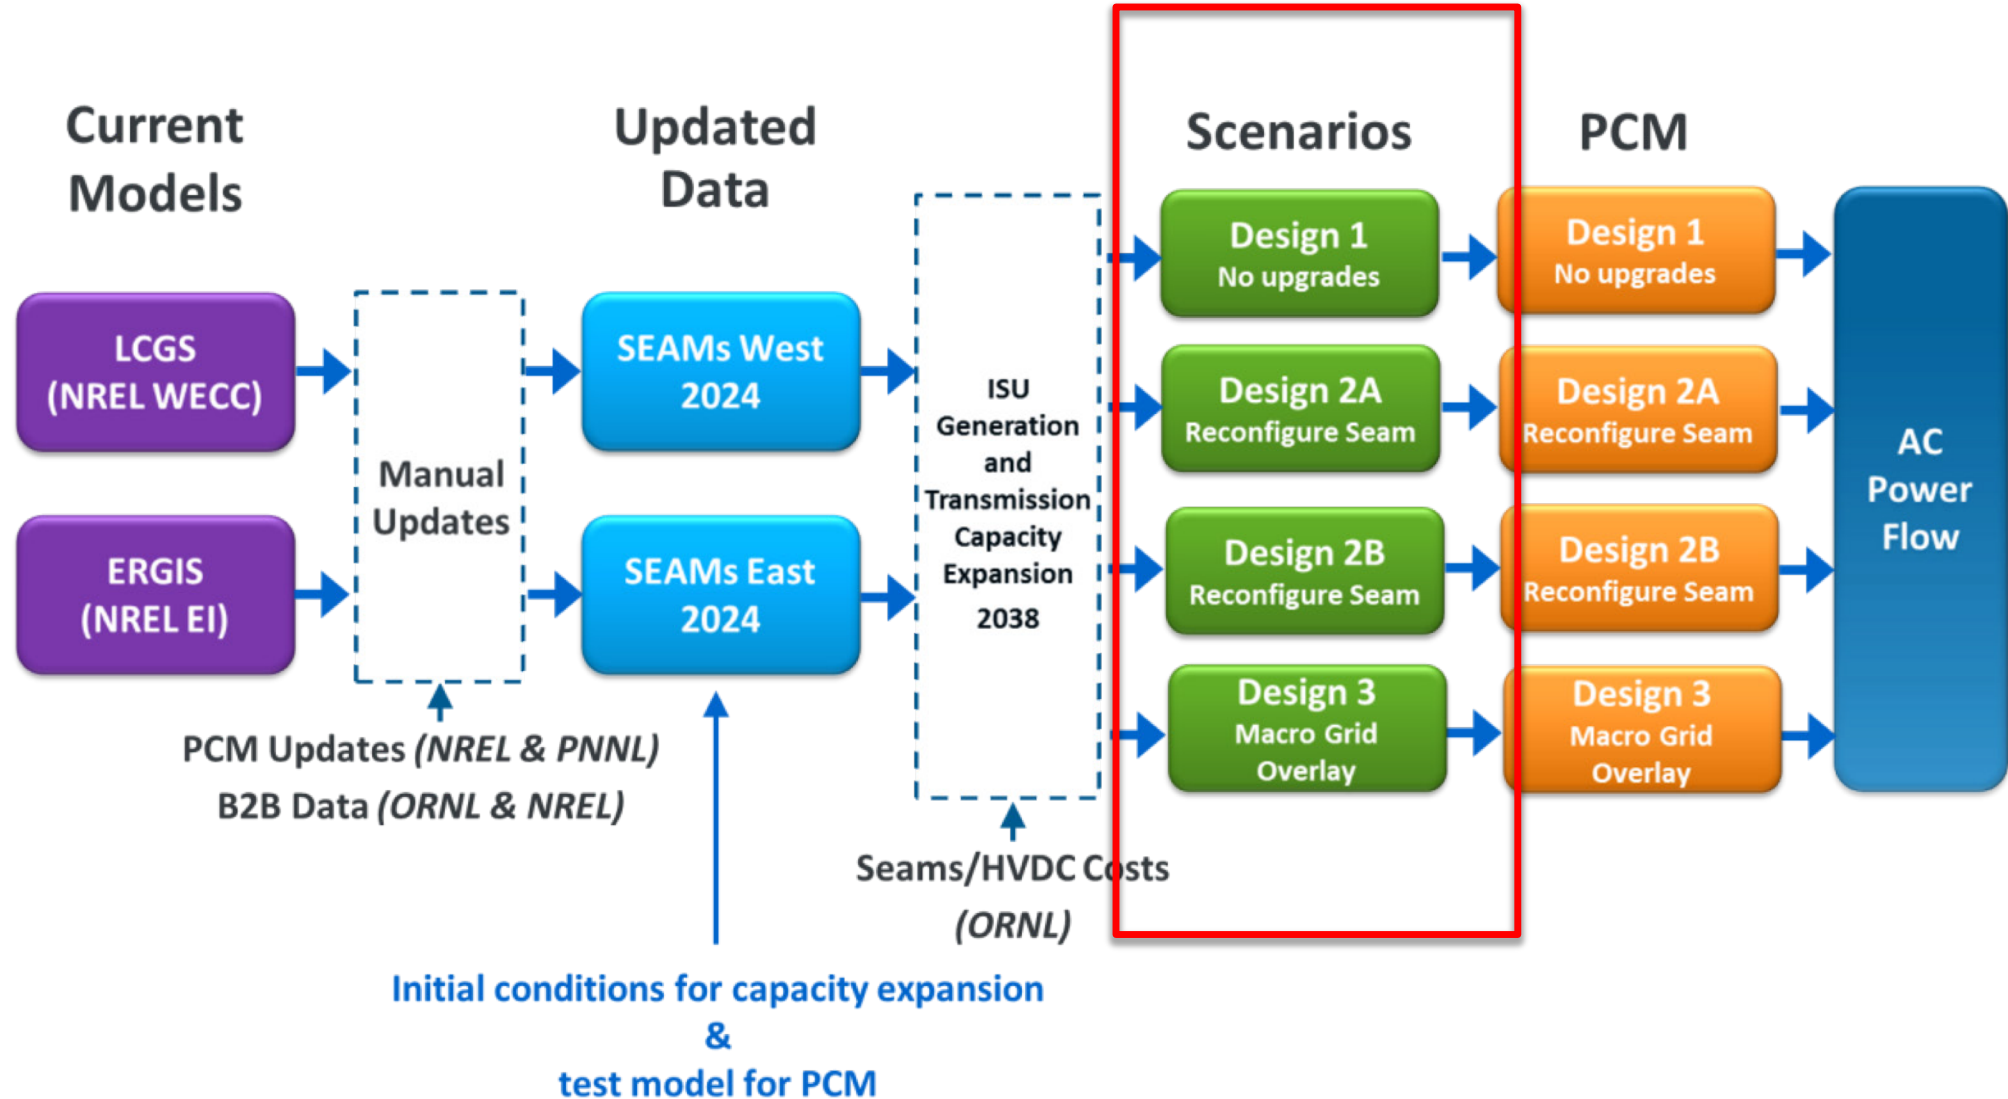 Current
Models
Updated
Data
Scenarios
PCM
LCGS
(NREL WECC)
ERGIS
(NREL EI)
Manual
Updates
SEAMs West
2024
SEAMs East
2024
ISU
Generation
and
Transmission
Capacity
Expansion
2038
Design 1
No upgrades
Design 2A
Reconfigure Seam
Design 2B
Reconfigure Seam
Design 3
Macro Grid
Overlay
Design 1
No upgrades
Design 2A
Reconfigure Seam
Design 2B
Reconfigure Seam
Design 3
Macro Grid
Overlay
AC
Power
Flow
PCM Updates (NREL & PNNL)
B2B Data (ORNL & NREL)
Seams/HVDC Costs
(ORNL)
Initial conditions for capacity expansion
&
test model for PCM